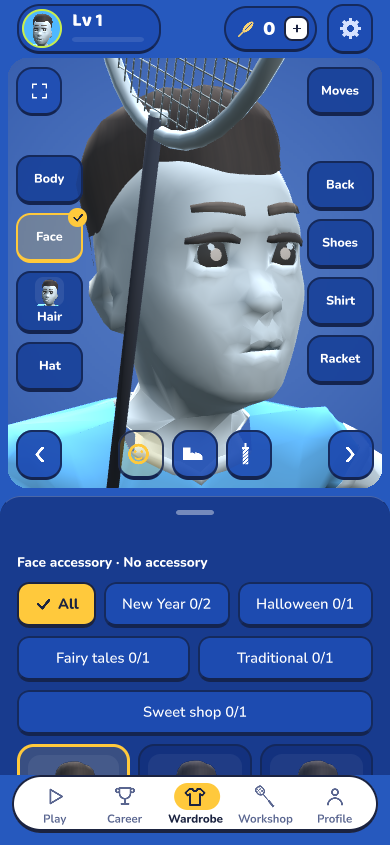 Lv 1
0
+
Moves
Body
Back
Face
Shoes
Hair
Shirt
Hat
Racket
Face accessory · No accessory
All
New Year 0/2
Halloween 0/1
Fairy tales 0/1
Traditional 0/1
Sweet shop 0/1
Play
Career
Wardrobe
Workshop
Profile